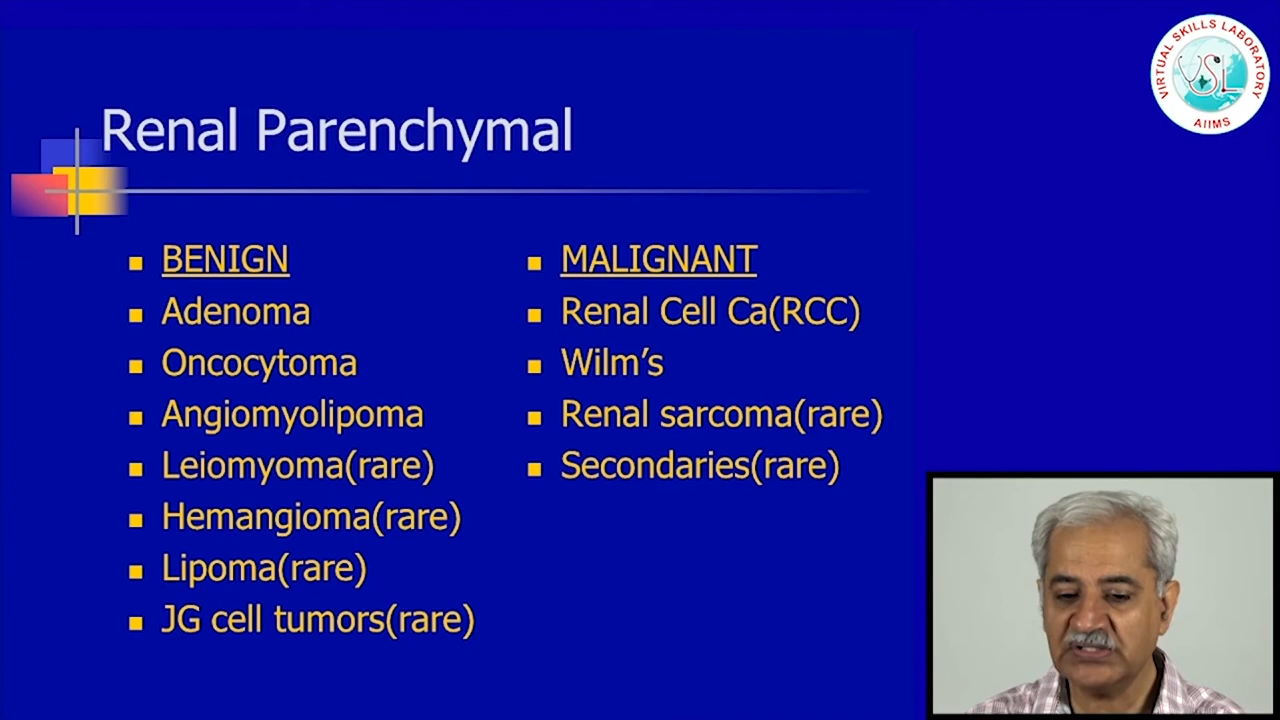 Renal Parenchymal
BENIGN
Adenoma
Oncocytoma
Angiomyolipoma
Leiomyoma(rare)
Hemangioma(rare)
Lipoma(rare)
JG cell tumors(rare)
MALIGNANT
Renal Cell Ca(RCC)
Wilm’s
Renal sarcoma(rare)
Secondaries(rare)
VIRTUAL SKILLS LABORATORY
VSL
AIIMS